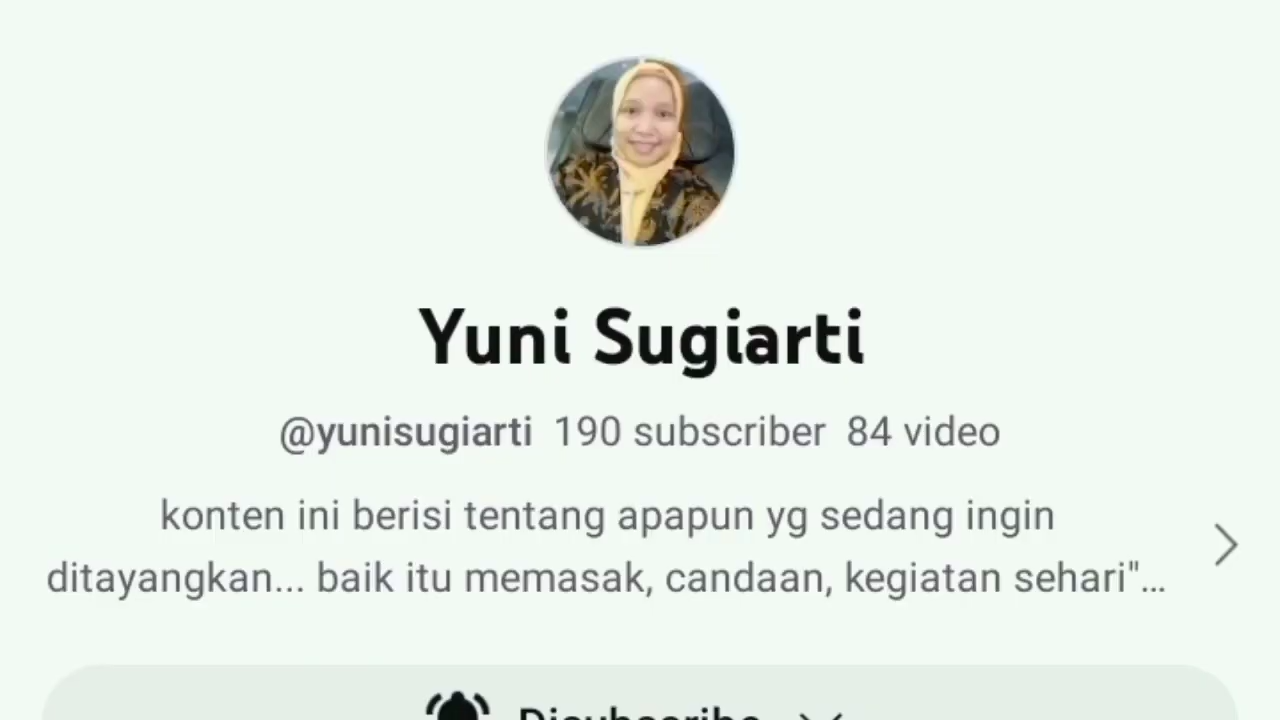 Yuni Sugiarti
@yunisugiarti 190 subscriber 84 video
konten ini berisi tentang apapun yg sedang ingin
ditayangkan... baik itu memasak, candaan, kegiatan sehari"...
Disubscribe